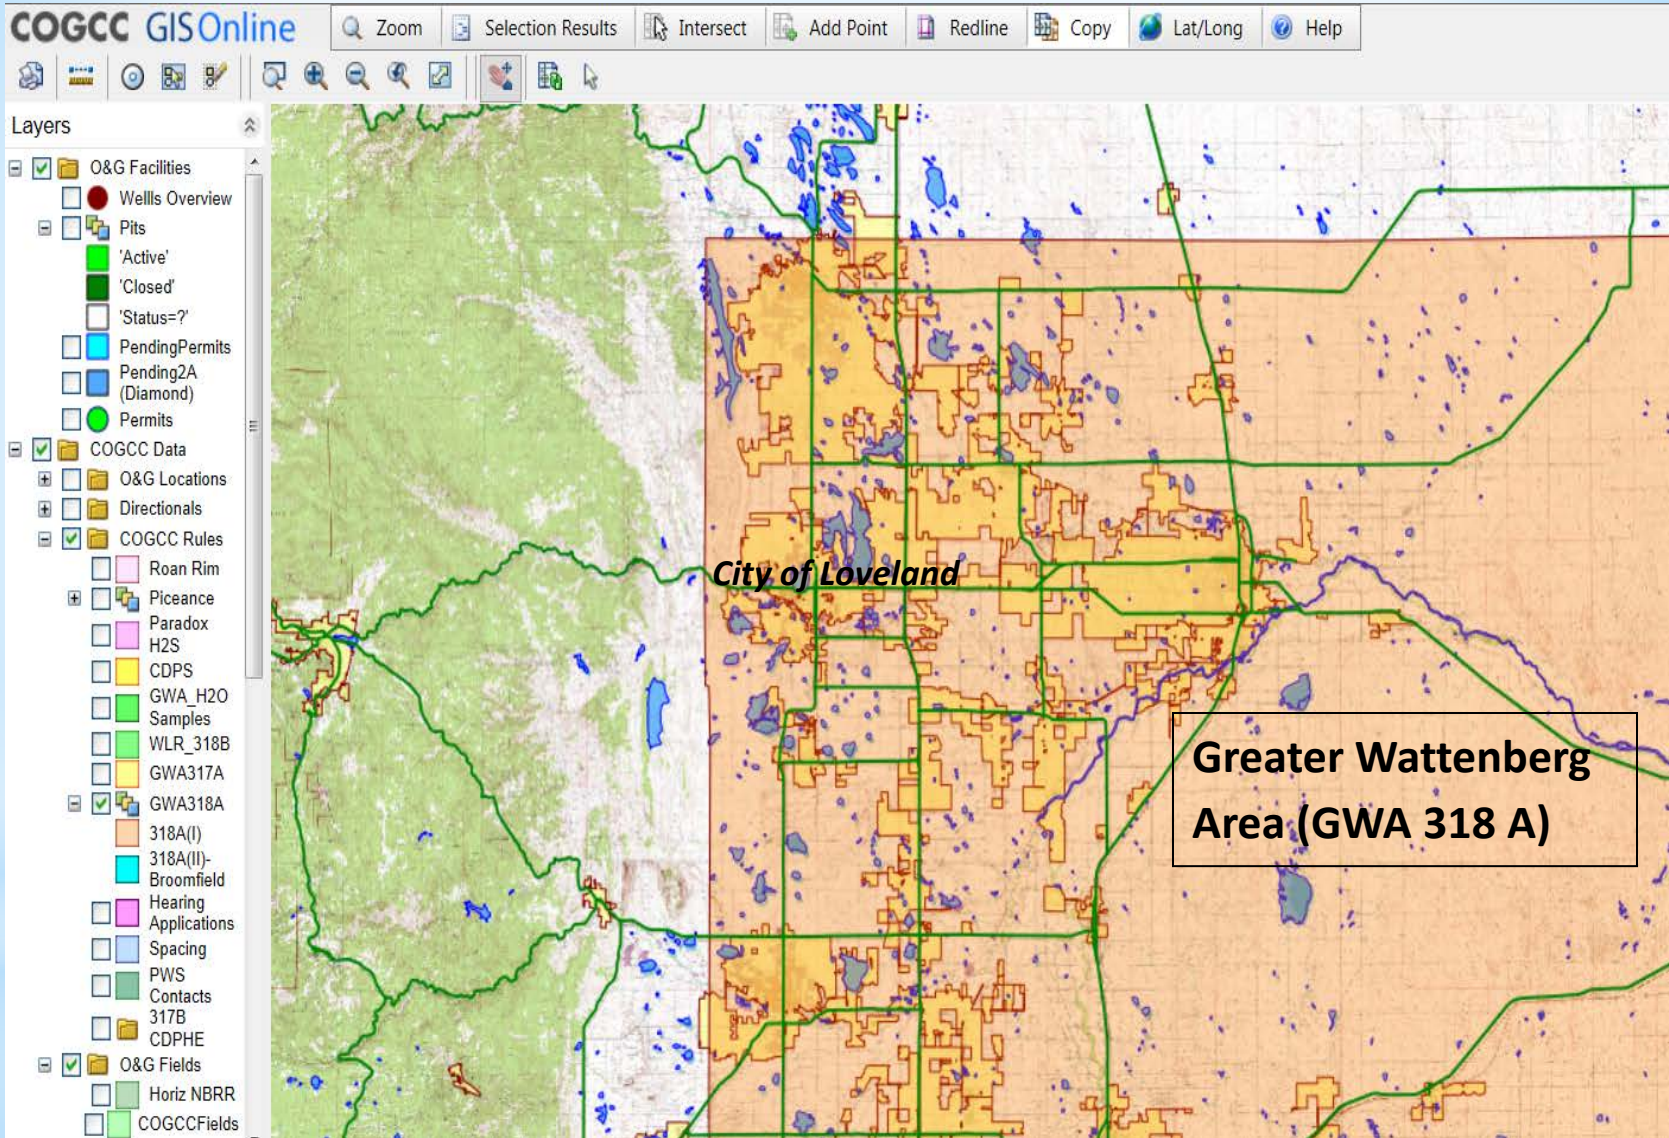 COGCC GISOnline
Zoom
Selection Results
Intersect
Add Point
Redline
Copy
Lat/Long
Help
Layers
O&G Facilities
Wellls Overview
Pits
'Active'
'Closed'
'Status=?'
PendingPermits
Pending2A
(Diamond)
Permits
COGCC Data
O&G Locations
Directionals
COGCC Rules
Roan Rim
Piceance
Paradox
H2S
CDPS
GWA_H2O
Samples
WLR_318B
GWA317A
GWA318A
318A(I)
318A(II)-
Broomfield
Hearing
Applications
Spacing
PWS
Contacts
317B
CDPHE
O&G Fields
Horiz NBRR
COGCCFields
City of Loveland
Greater Wattenberg
Area (GWA 318 A)